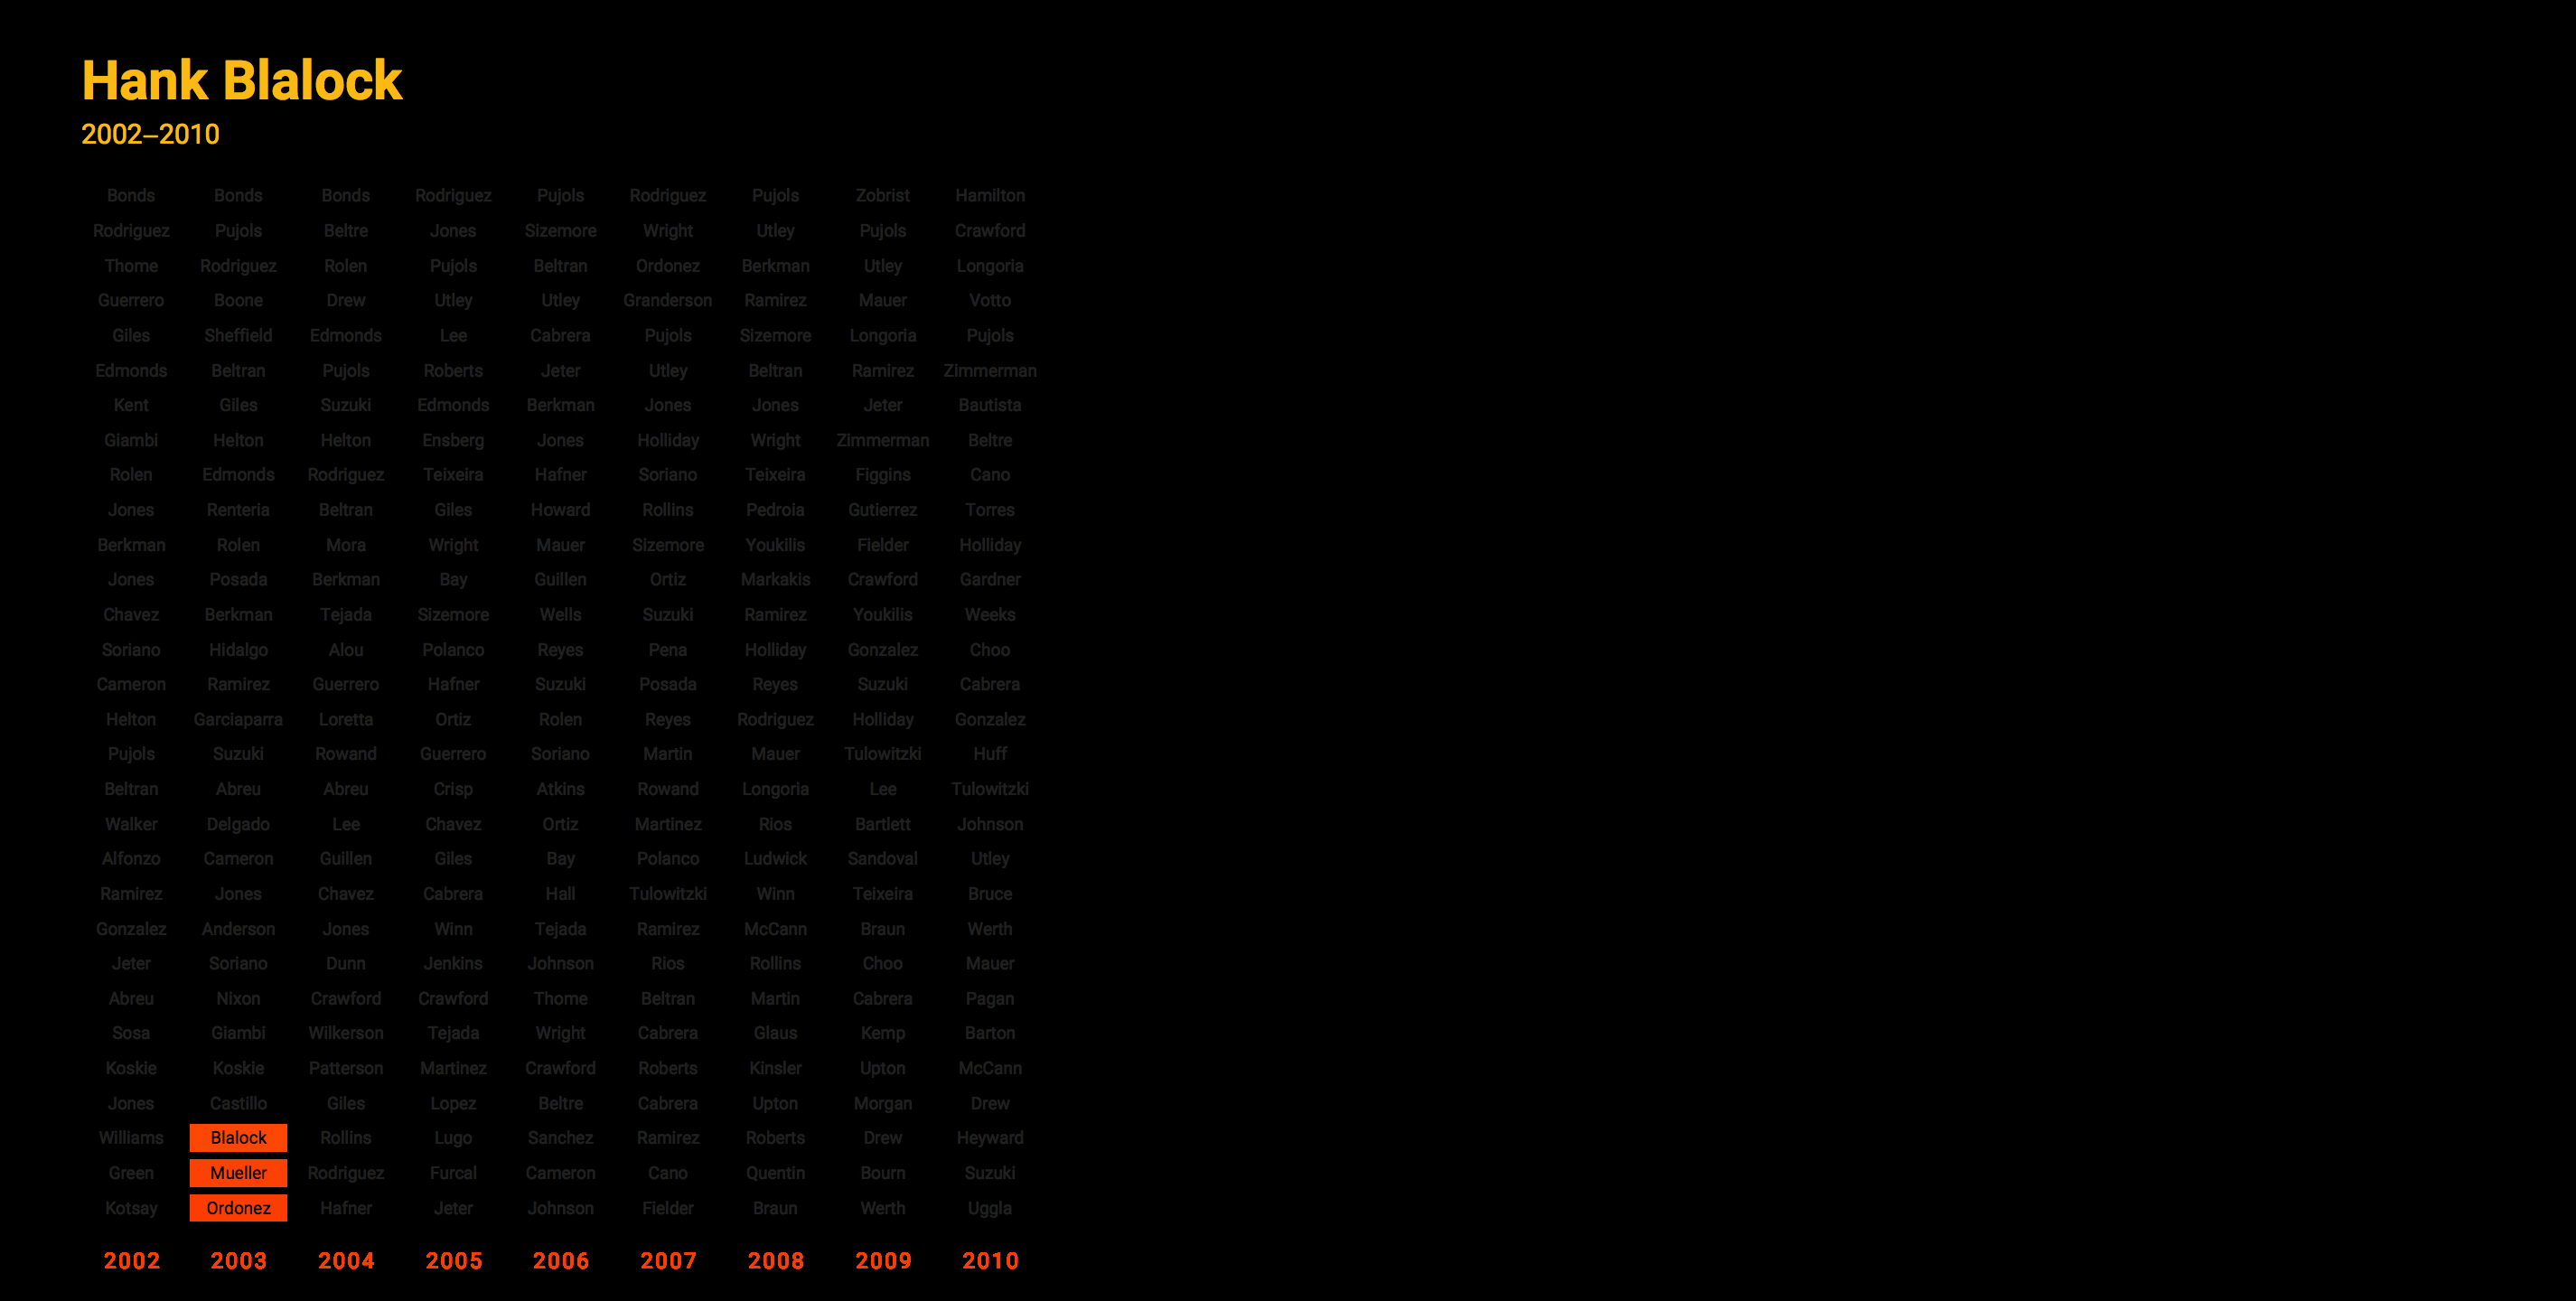 Hank Blalock
2002–2010
Bonds Bonds Bonds Rodriguez Pujols Rodriguez Pujols Zobrist Hamilton
Rodriguez Pujols Beltre Jones Sizemore Wright Utley Pujols Crawford
Thome Rodriguez Rolen Pujols Beltran Ordonez Berkman Utley Longoria
Guerrero Boone Drew Utley Utley Granderson Ramirez Mauer Votto
Giles Sheffield Edmonds Lee Cabrera Pujols Sizemore Longoria Pujols
Edmonds Beltran Pujols Roberts Jeter Utley Beltran Ramirez Zimmerman
Kent Giles Suzuki Edmonds Berkman Jones Jones Jeter Bautista
Giambi Helton Helton Ensberg Jones Holliday Wright Zimmerman Beltre
Rolen Edmonds Rodriguez Teixeira Hafner Soriano Teixeira Figgins Cano
Jones Renteria Beltran Giles Howard Rollins Pedroia Gutierrez Torres
Berkman Rolen Mora Wright Mauer Sizemore Youkilis Fielder Holliday
Jones Posada Berkman Bay Guillen Ortiz Markakis Crawford Gardner
Chavez Berkman Tejada Sizemore Wells Suzuki Ramirez Youkilis Weeks
Soriano Hidalgo Alou Polanco Reyes Pena Holliday Gonzalez Choo
Cameron Ramirez Guerrero Hafner Suzuki Posada Reyes Suzuki Cabrera
Helton Garciaparra Loretta Ortiz Rolen Reyes Rodriguez Holliday Gonzalez
Pujols Suzuki Rowand Guerrero Soriano Martin Mauer Tulowitzki Huff
Beltran Abreu Abreu Crisp Atkins Rowand Longoria Lee Tulowitzki
Walker Delgado Lee Chavez Ortiz Martinez Rios Bartlett Johnson
Alfonzo Cameron Guillen Giles Bay Polanco Ludwick Sandoval Utley
Ramirez Jones Chavez Cabrera Hall Tulowitzki Winn Teixeira Bruce
Gonzalez Anderson Jones Winn Tejada Ramirez McCann Braun Werth
Jeter Soriano Dunn Jenkins Johnson Rios Rollins Choo Mauer
Abreu Nixon Crawford Crawford Thome Beltran Martin Cabrera Pagan
Sosa Giambi Wilkerson Tejada Wright Cabrera Glaus Kemp Barton
Koskie Koskie Patterson Martinez Crawford Roberts Kinsler Upton McCann
Jones Castillo Giles Lopez Beltre Cabrera Upton Morgan Drew
Williams Blalock Rollins Lugo Sanchez Ramirez Roberts Drew Heyward
Green Mueller Rodriguez Furcal Cameron Cano Quentin Bourn Suzuki
Kotsay Ordonez Hafner Jeter Johnson Fielder Braun Werth Uggla
2002 2003 2004 2005 2006 2007 2008 2009 2010